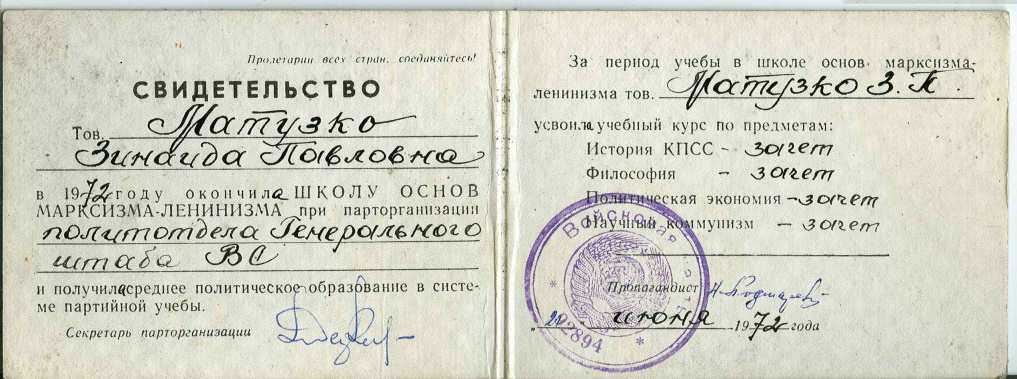 Пролетарии всех стран, соединяйтесь!
СВИДЕТЕЛЬСТВО
Тов. Матузко
Зинаида Павловна
в 1972 году окончила ШКОЛУ ОСНОВ
МАРКСИЗМА-ЛЕНИНИЗМА при парторганизации
политотдела Генерального
штаба ВС
и получила среднее политическое образование в систе-
ме партийной учебы.
Секретарь парторганизации
За период учебы в школе основ марксизма-
ленинизма тов. Матузко З. П.
усвоила учебный курс по предметам:
История КПСС - зачет
Философия - зачет
Политическая экономия - зачет
Научный коммунизм - зачет
Войсковая часть
Пропагандист
июня 1972 года